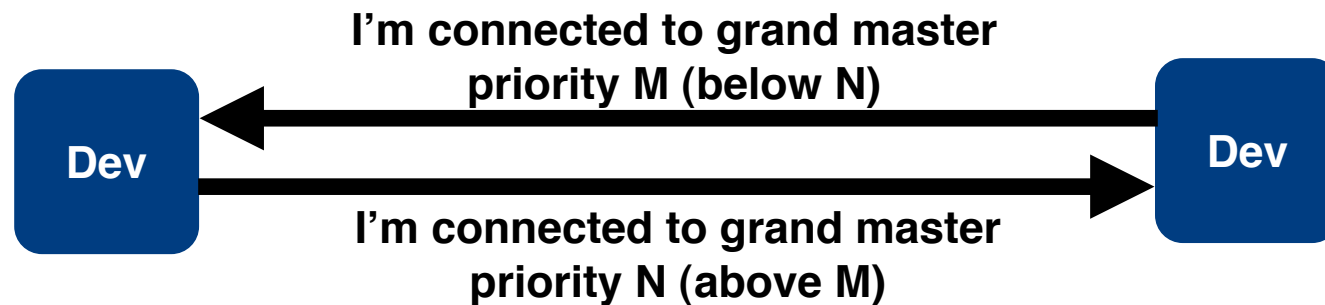 I’m connected to grand master
priority M (below N)
Dev
Dev
I’m connected to grand master
priority N (above M)